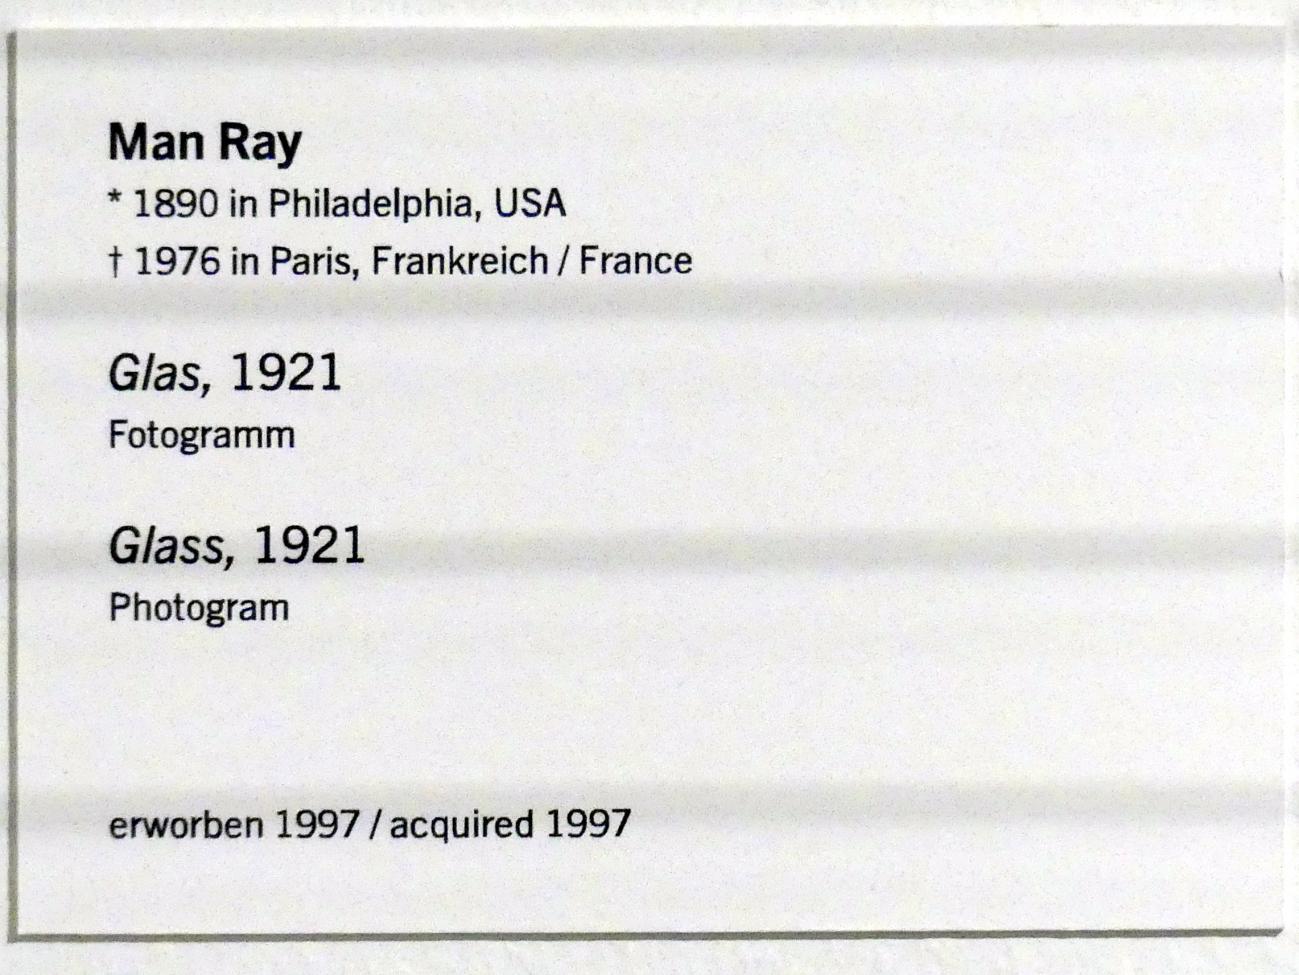 Man Ray
* 1890 in Philadelphia, USA
† 1976 in Paris, Frankreich / France
Glas, 1921
Fotogramm
Glass, 1921
Photogram
erworben 1997 / acquired 1997